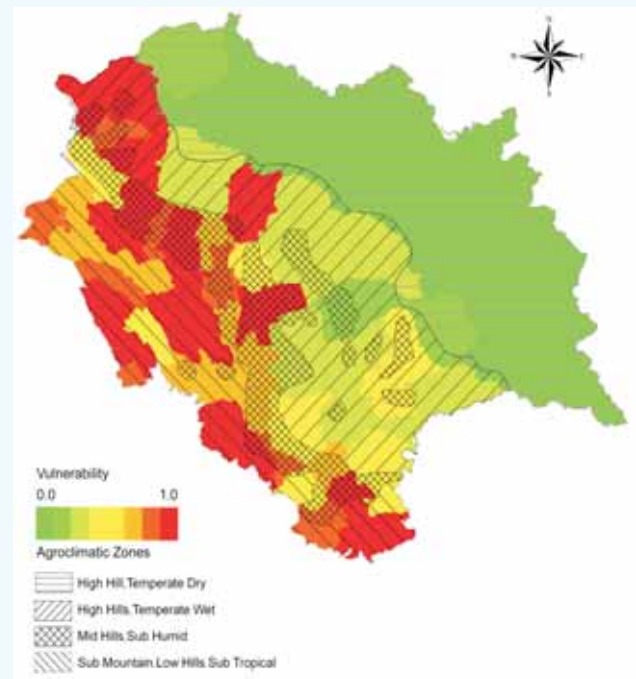 N
Vulnerability
0.0 1.0
Agroclimatic Zones
High Hill.Temperate Dry
High Hills.Temperate Wet
Mid Hills.Sub Humid
Sub Mountain.Low Hills.Sub Tropical